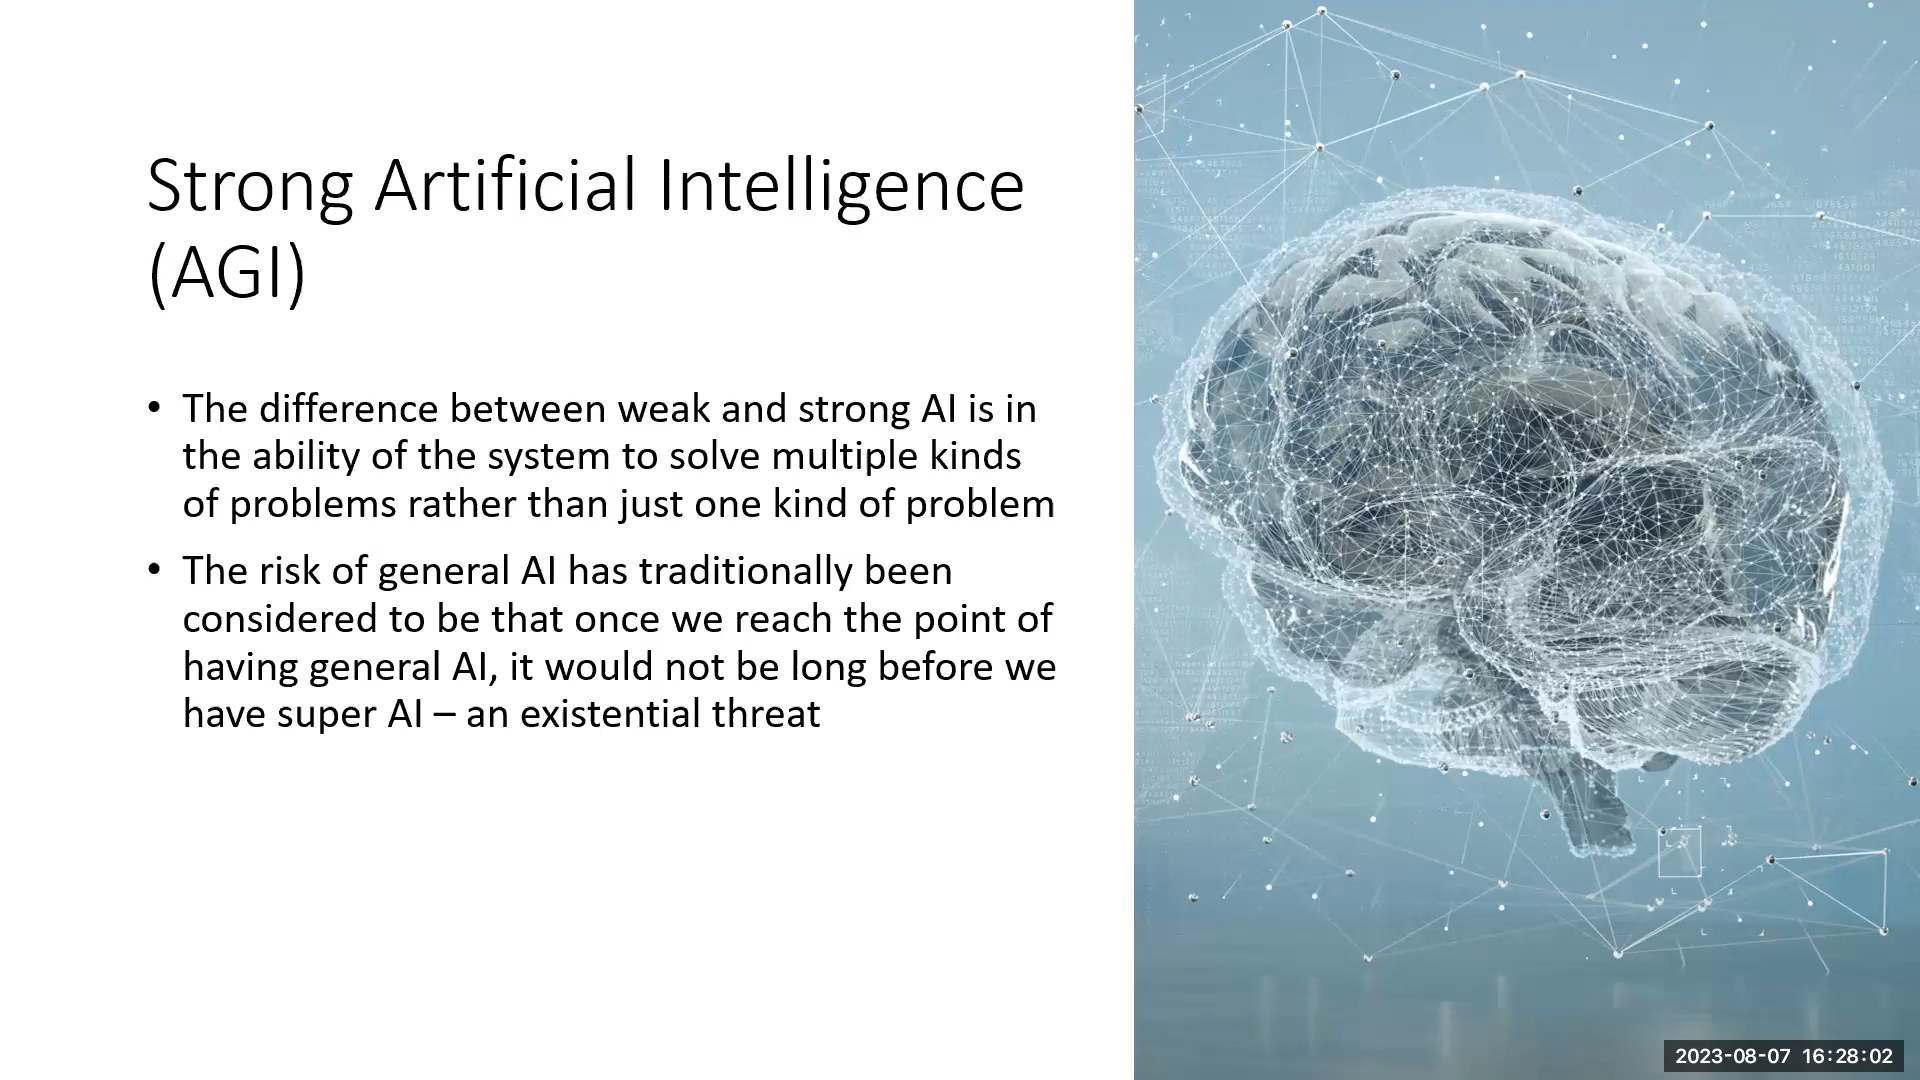 Strong Artificial Intelligence
(AGI)
• The difference between weak and strong AI is in
the ability of the system to solve multiple kinds
of problems rather than just one kind of problem
• The risk of general AI has traditionally been
considered to be that once we reach the point of
having general AI, it would not be long before we
have super AI – an existential threat
2023-08-07 16:28:02